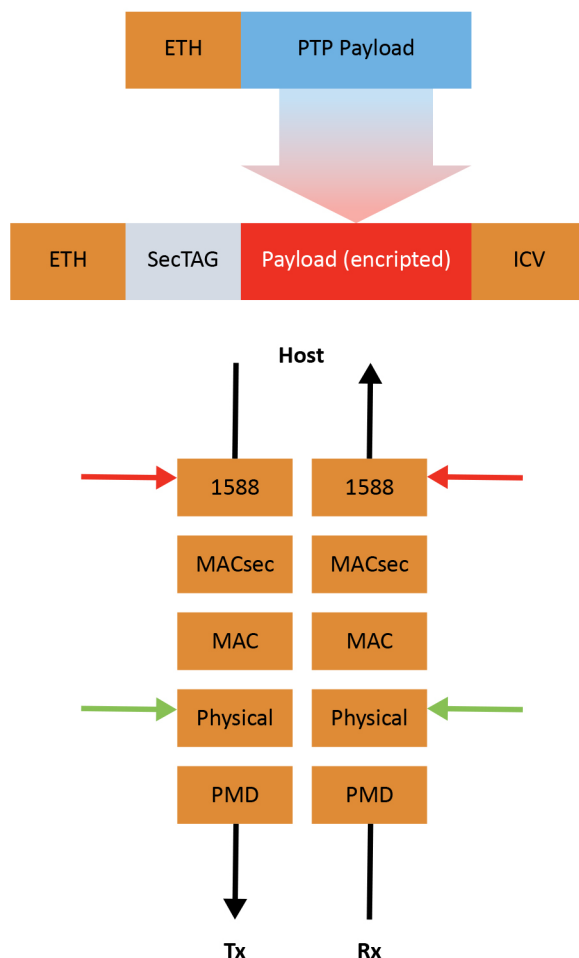 ETH PTP Payload
ETH SecTAG Payload (encripted) ICV
Host
1588 1588
MACsec MACsec
MAC MAC
Physical Physical
PMD PMD
Tx Rx